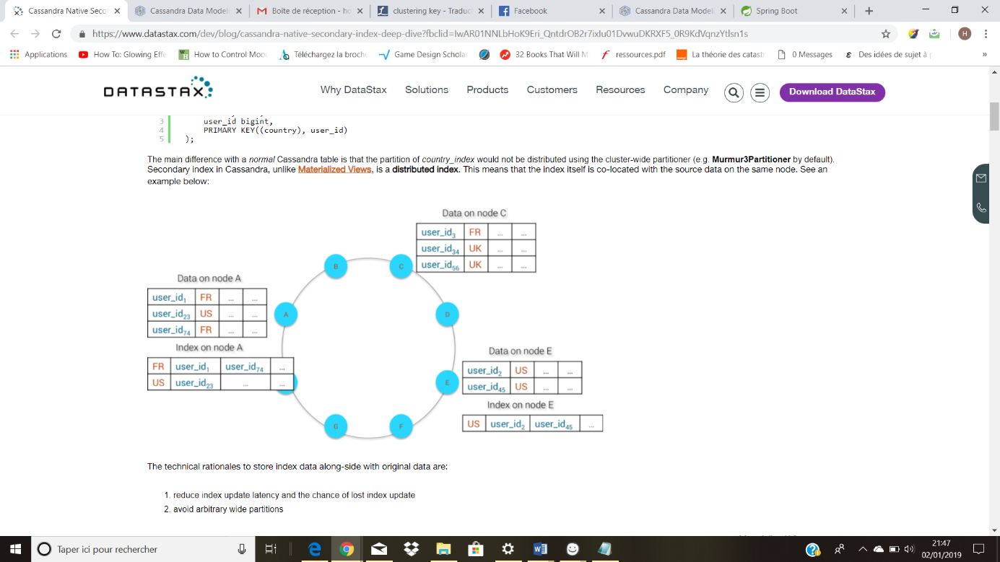 Cassandra Native Seco
Cassandra Data Model
Boîte de réception - ho
clustering key - Traduc
Facebook
Cassandra Data Model
Spring Boot
https://www.datastax.com/dev/blog/cassandra-native-secondary-index-deep-dive?fbclid=IwAR01NNLbHoK9Eri_QntdrOB2r7ixIu01DvwuDKRXF5_0R9KdVqnzYtlsn1s
H
Applications
How To: Glowing Effe
How to Control Moo
Téléchargez la brochu
Game Design Schola
32 Books That Will M
ressources.pdf
La théorie des catast
0 Messages
Des idées de sujet à
»
DATASTAX
Why DataStax Solutions Products Customers Resources Company
Download DataStax
3 user_id bigint,
4 PRIMARY KEY((country), user_id)
5 );
The main difference with a normal Cassandra table is that the partition of country_index would not be distributed using the cluster-wide partitioner (e.g. Murmur3Partitioner by default).
Secondary index in Cassandra, unlike Materialized Views, is a distributed index. This means that the index itself is co-located with the source data on the same node. See an
example below:
Data on node C
user_id3 FR ... ...
user_id34 UK ... ...
user_id56 UK ... ...
B
C
Data on node A
user_id1 FR ... ...
user_id23 US ... ...
user_id74 FR ... ...
A
D
Index on node A
FR user_id1 user_id74 ...
US user_id23 ... ...
Data on node E
user_id2 US ... ...
user_id45 US ... ...
E
Index on node E
US user_id2 user_id45 ...
G
F
The technical rationales to store index data along-side with original data are:
1. reduce index update latency and the chance of lost index update
2. avoid arbitrary wide partitions
Taper ici pour rechercher
21:47
02/01/2019